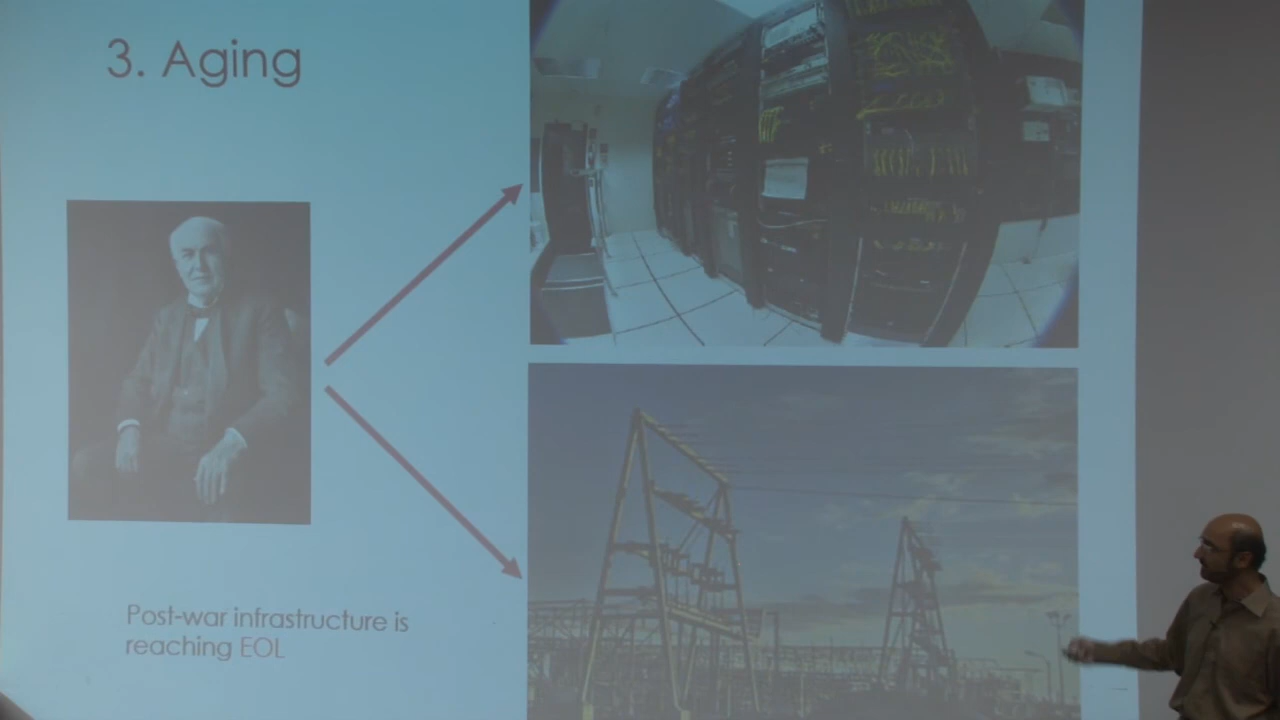 3. Aging
Post-war infrastructure is
reaching EOL